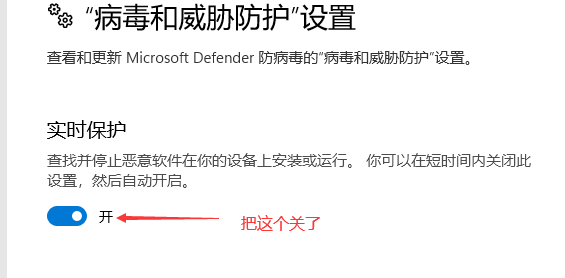 “病毒和威胁防护”设置
查看和更新 Microsoft Defender 防病毒的“病毒和威胁防护”设置。
实时保护
查找并停止恶意软件在你的设备上安装或运行。 你可以在短时间内关闭此
设置，然后自动开启。
开
把这个关了